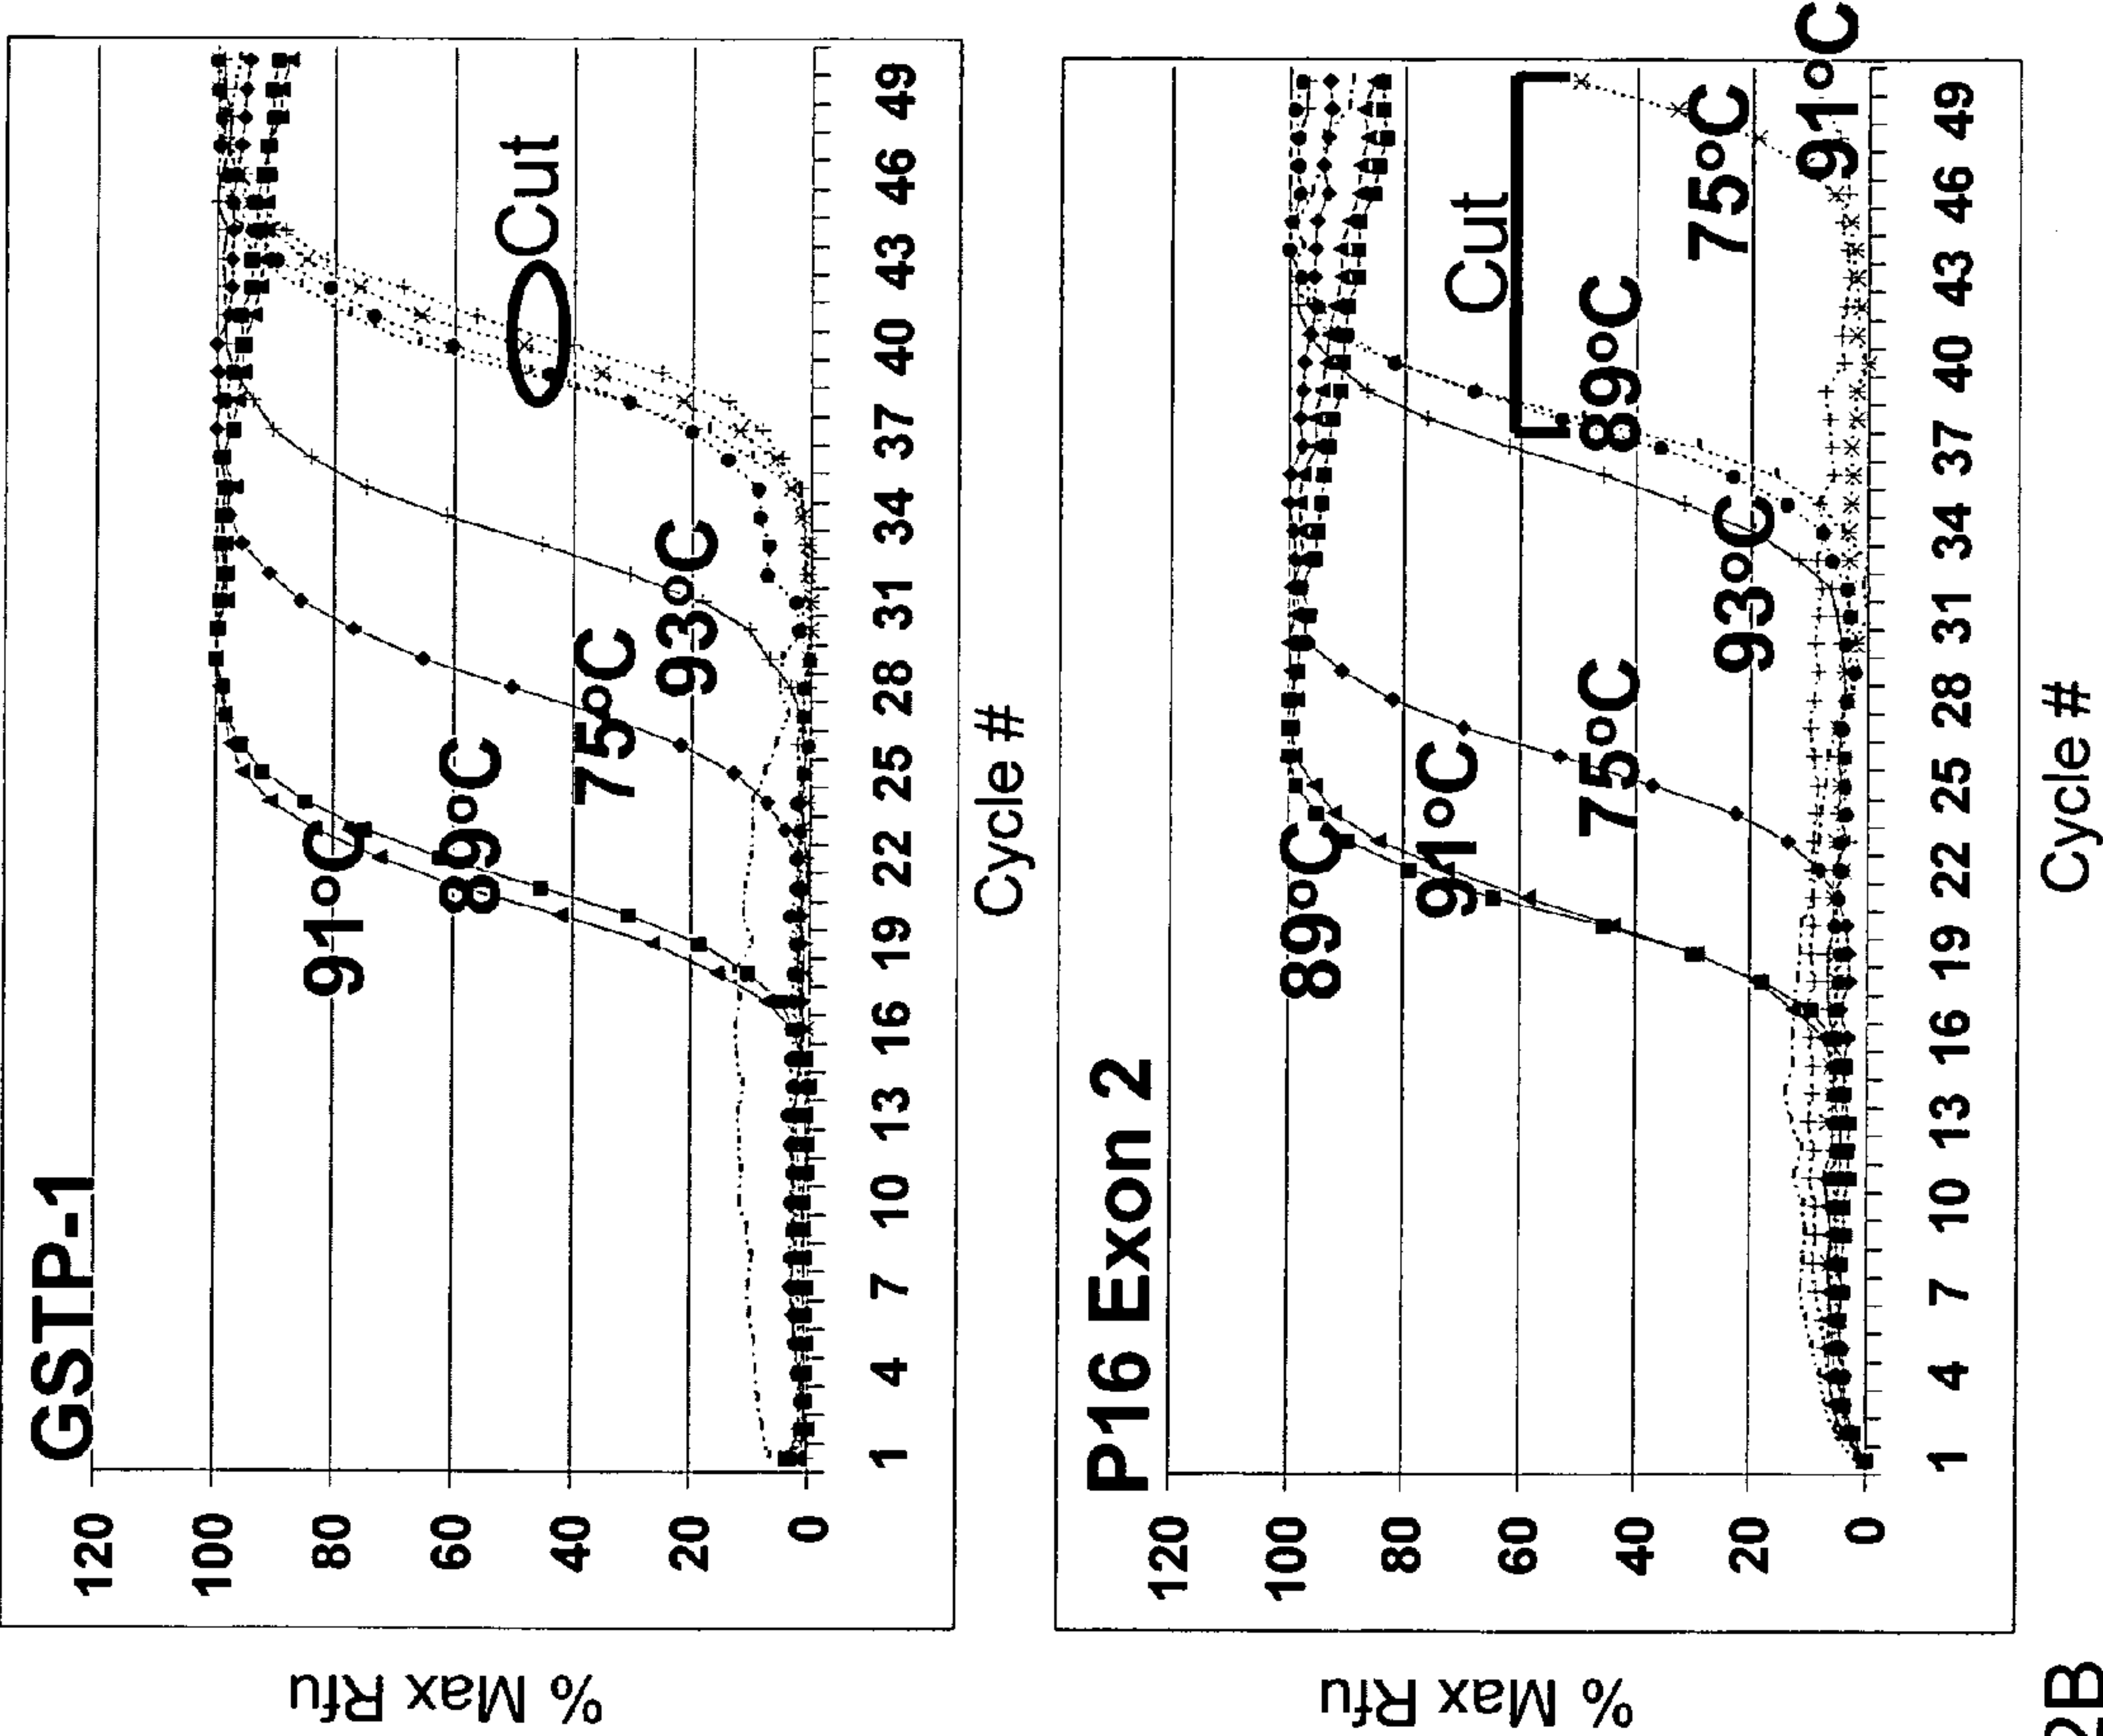 GSTP-1
120
100
80
60
40
20
0
91°C
89°C
75°C
93°C
Cut
1 4 7 10 13 16 19 22 25 28 31 34 37 40 43 46 49
Cycle #
% Max Rfu
P16 Exon 2
120
100
80
60
40
20
0
89°C
91°C
75°C
93°C
89°C
Cut
75°C
91°C
1 4 7 10 13 16 19 22 25 28 31 34 37 40 43 46 49
Cycle #
% Max Rfu
2B